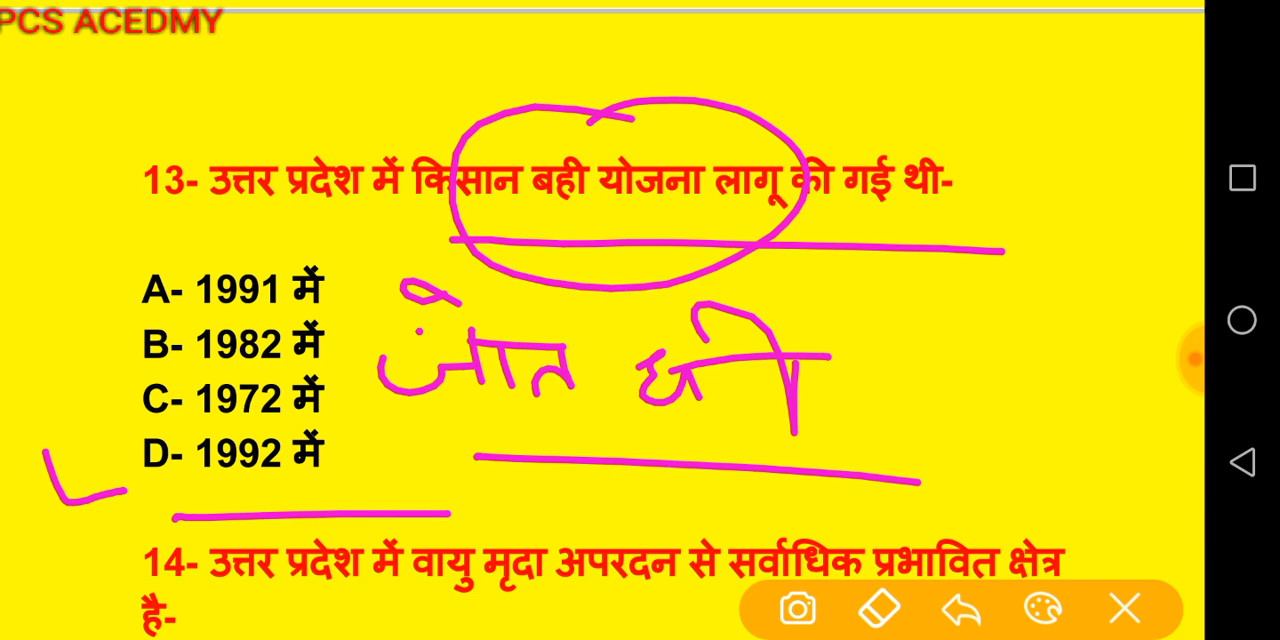 PCS ACEDMY
13- उत्तर प्रदेश में किसान बही योजना लागू की गई थी-
A- 1991 में
B- 1982 में
C- 1972 में
D- 1992 में
14- उत्तर प्रदेश में वायु मृदा अपरदन से सर्वाधिक प्रभावित क्षेत्र
है-